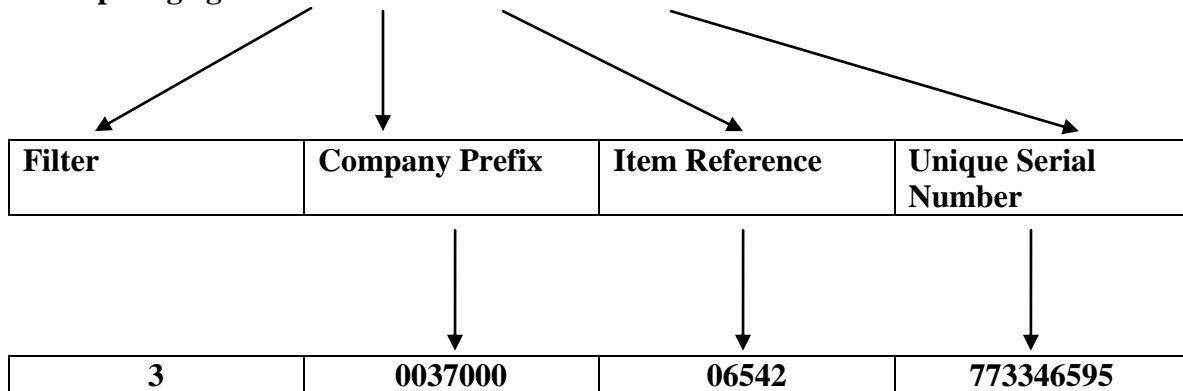 Filter Company Prefix Item Reference Unique Serial
Number
3 0037000 06542 773346595